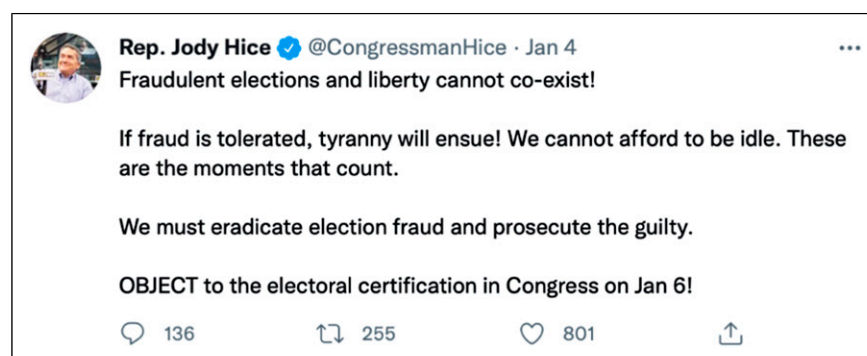 Rep. Jody Hice @CongressmanHice · Jan 4
Fraudulent elections and liberty cannot co-exist!
If fraud is tolerated, tyranny will ensue! We cannot afford to be idle. These
are the moments that count.
We must eradicate election fraud and prosecute the guilty.
OBJECT to the electoral certification in Congress on Jan 6!
136 255 801